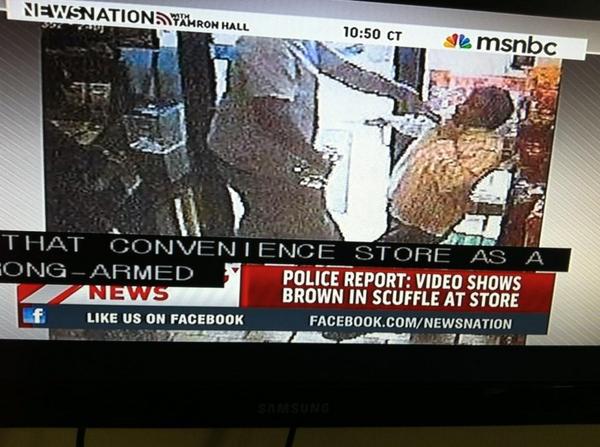 NEWSNATION WITH TAMRON HALL
10:50 CT
msnbc
THAT CONVENIENCE STORE AS A
RONG-ARMED
NEWS
POLICE REPORT: VIDEO SHOWS
BROWN IN SCUFFLE AT STORE
f
LIKE US ON FACEBOOK
FACEBOOK.COM/NEWSNATION
SAMSUNG